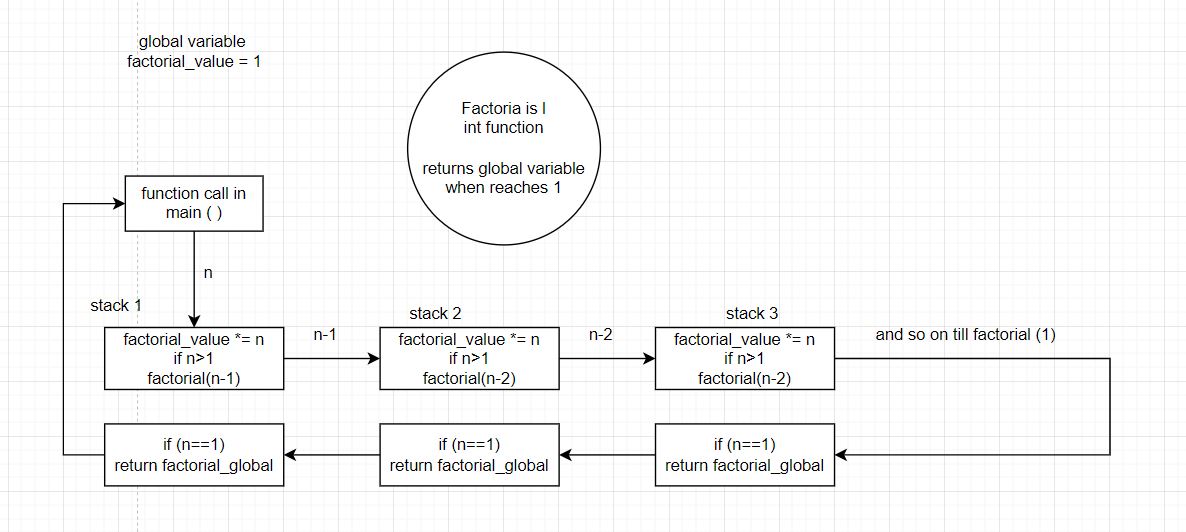 global variable
factorial_value = 1
Factoria is l
int function
returns global variable
when reaches 1
function call in
main ( )
n
stack 1
stack 2
stack 3
factorial_value *= n
if n>1
factorial(n-1)
n-1
factorial_value *= n
if n>1
factorial(n-2)
n-2
factorial_value *= n
if n>1
factorial(n-2)
and so on till factorial (1)
if (n==1)
return factorial_global
if (n==1)
return factorial_global
if (n==1)
return factorial_global